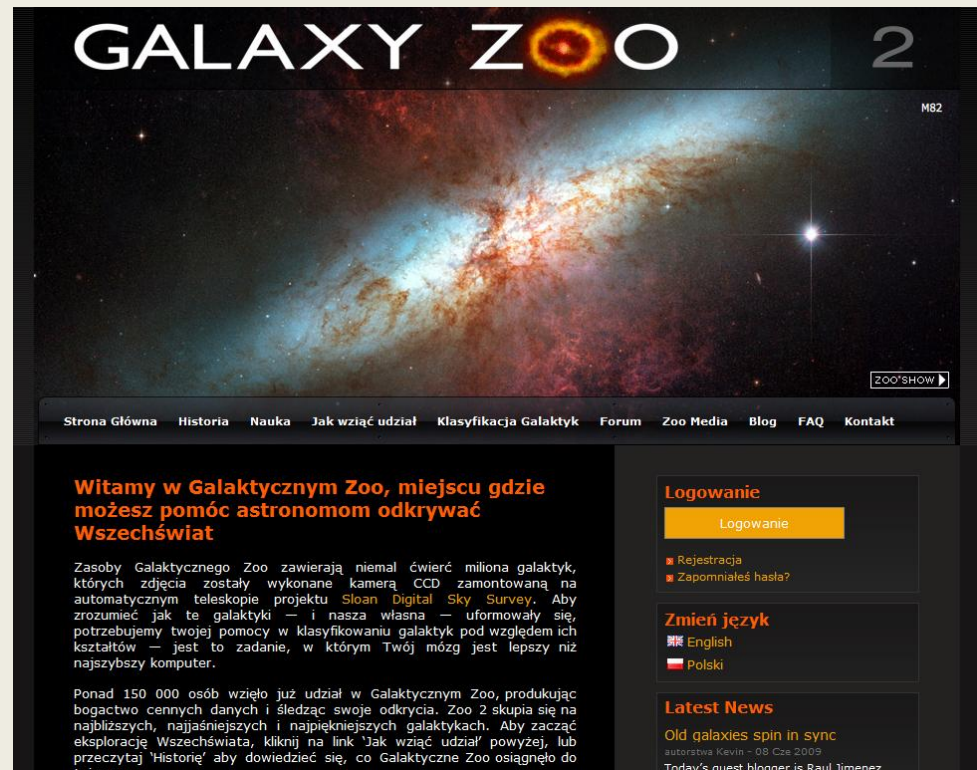 GALAXY ZOO 2
M82
ZOO*SHOW
Strona Główna Historia Nauka Jak wziąć udział Klasyfikacja Galaktyk Forum Zoo Media Blog FAQ Kontakt
Witamy w Galaktycznym Zoo, miejscu gdzie
możesz pomóc astronomom odkrywać
Wszechświat
Zasoby Galaktycznego Zoo zawierają niemal ćwierć miliona galaktyk,
których zdjęcia zostały wykonane kamerą CCD zamontowaną na
automatycznym teleskopie projektu Sloan Digital Sky Survey. Aby
zrozumieć jak te galaktyki — i nasza własna — uformowały się,
potrzebujemy twojej pomocy w klasyfikowaniu galaktyk pod względem ich
kształtów — jest to zadanie, w którym Twój mózg jest lepszy niż
najszybszy komputer.
Ponad 150 000 osób wzięło już udział w Galaktycznym Zoo, produkując
bogactwo cennych danych i śledząc swoje odkrycia. Zoo 2 skupia się na
najbliższych, najjaśniejszych i najpiękniejszych galaktykach. Aby zacząć
eksplorację Wszechświata, kliknij na link 'Jak wziąć udział' powyżej, lub
przeczytaj 'Historię' aby dowiedzieć się, co Galaktyczne Zoo osiągnęło do
Logowanie
Logowanie
Rejestracja
Zapomniałeś hasła?
Zmień język
English
Polski
Latest News
Old galaxies spin in sync
autorstwa Kevin - 08 Cze 2009
Today's guest blogger is Raul Jimenez